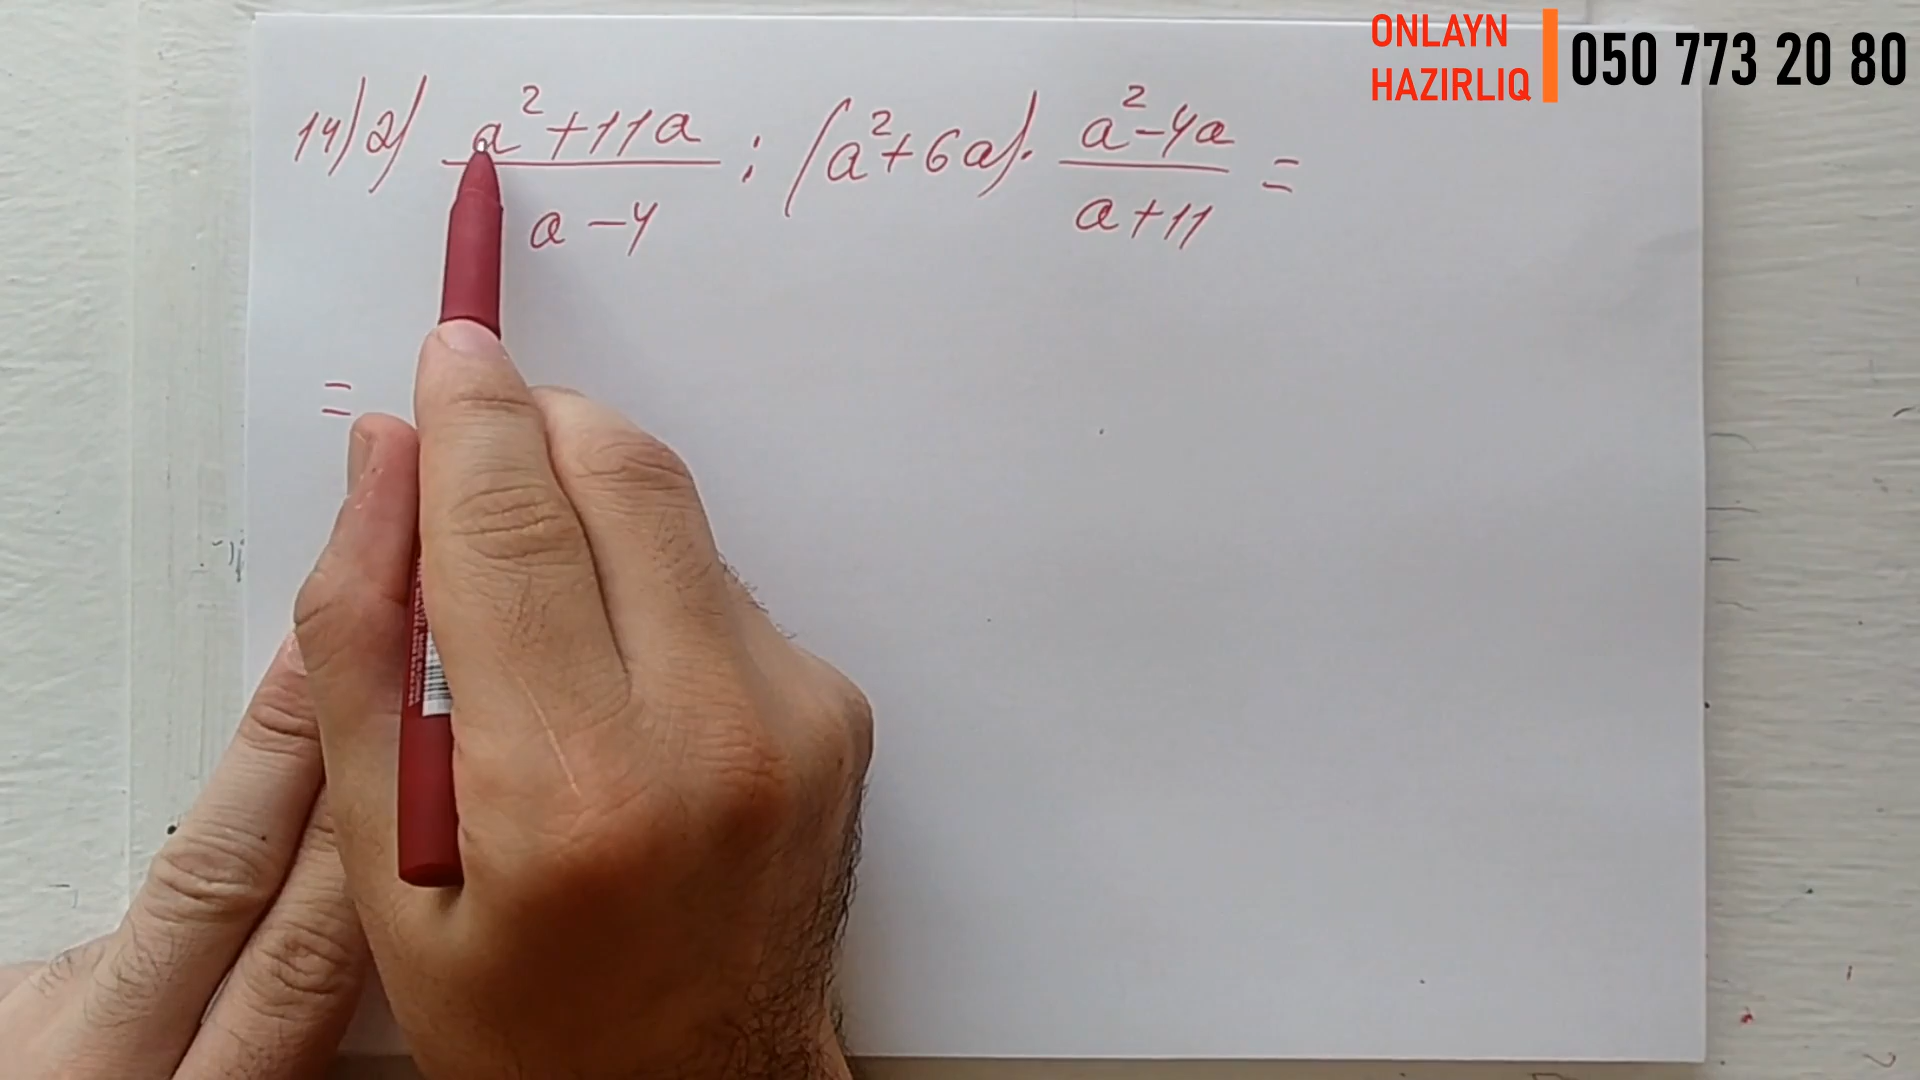 ONLAYN
HAZIRLIQ
050 773 20 80
14) 2) (a²+11a)/(a-4) : (a²+6a) · (a²-4a)/(a+11) =
=